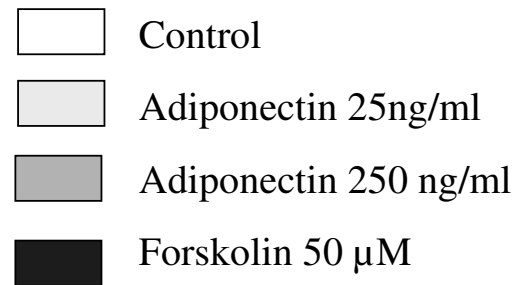 Control
Adiponectin 25ng/ml
Adiponectin 250 ng/ml
Forskolin 50 µM